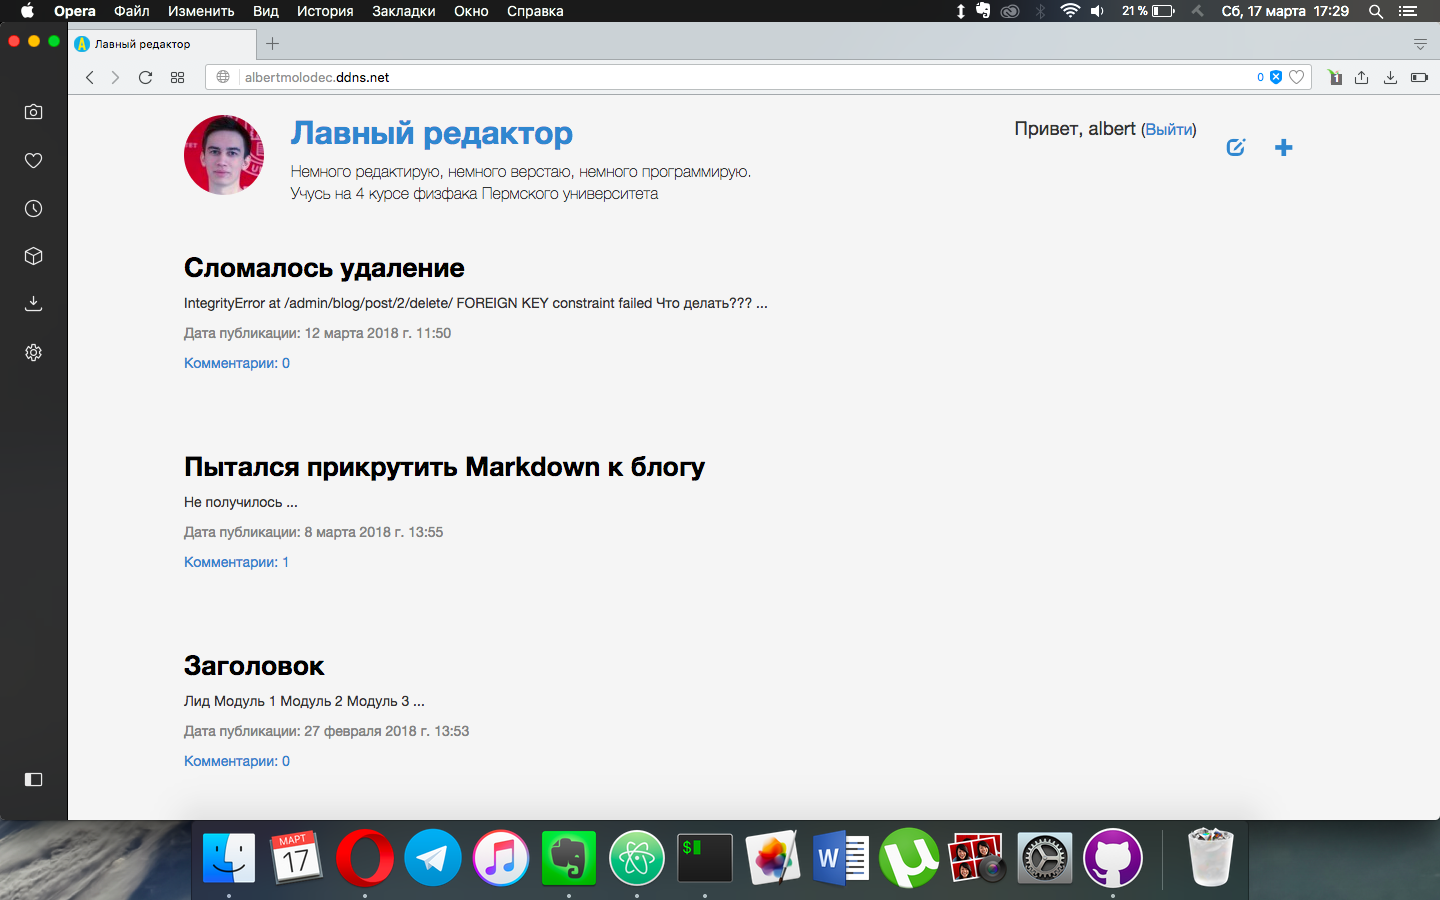 Opera Файл Изменить Вид История Закладки Окно Справка 21 % Сб, 17 марта 17:29
Лавный редактор
albertmolodec.ddns.net 0 1
Лавный редактор
Привет, albert (Выйти)
Немного редактирую, немного верстаю, немного программирую.
Учусь на 4 курсе физфака Пермского университета
Сломалось удаление
IntegrityError at /admin/blog/post/2/delete/ FOREIGN KEY constraint failed Что делать??? ...
Дата публикации: 12 марта 2018 г. 11:50
Комментарии: 0
Пытался прикрутить Markdown к блогу
Не получилось ...
Дата публикации: 8 марта 2018 г. 13:55
Комментарии: 1
Заголовок
Лид Модуль 1 Модуль 2 Модуль 3 ...
Дата публикации: 27 февраля 2018 г. 13:53
Комментарии: 0
МАРТ
17
$
W